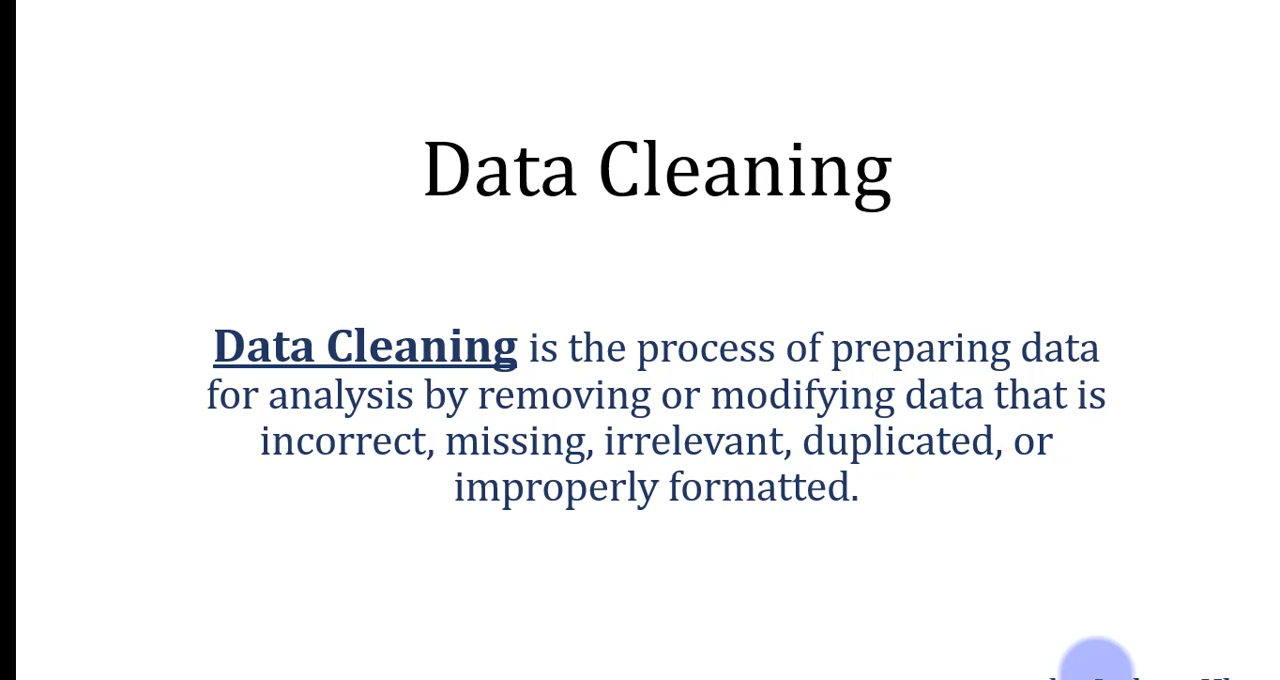 Data Cleaning
Data Cleaning is the process of preparing data
for analysis by removing or modifying data that is
incorrect, missing, irrelevant, duplicated, or
improperly formatted.